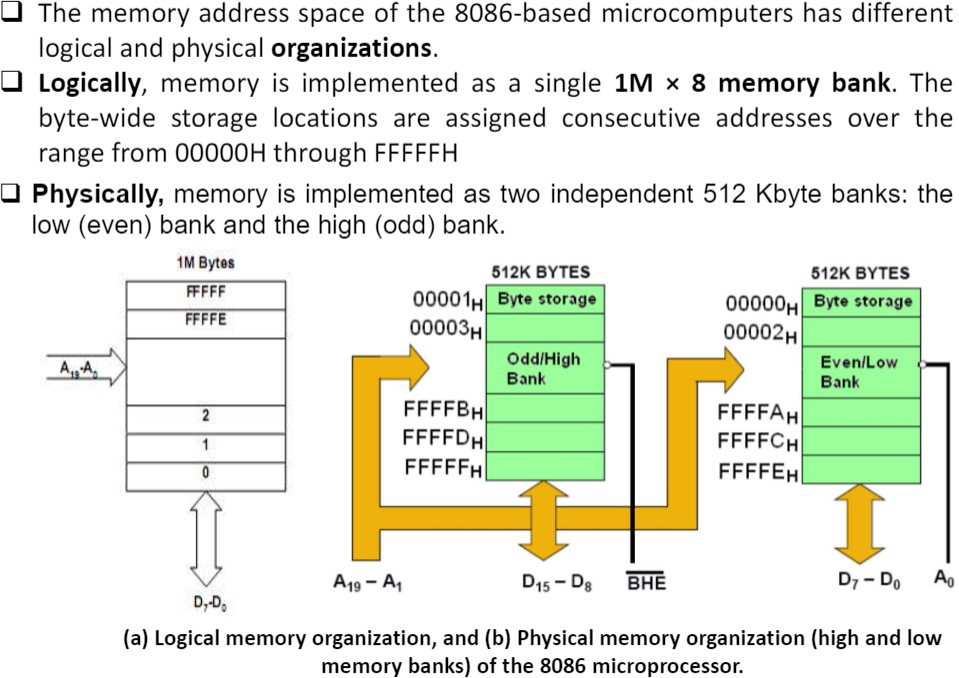 ❑ The memory address space of the 8086-based microcomputers has different
logical and physical organizations.
❑ Logically, memory is implemented as a single 1M × 8 memory bank. The
byte-wide storage locations are assigned consecutive addresses over the
range from 00000H through FFFFFH
❑ Physically, memory is implemented as two independent 512 Kbyte banks: the
low (even) bank and the high (odd) bank.
1M Bytes
FFFFF
FFFFE
A19-A0
2
1
0
D7-D0
512K BYTES
00001H Byte storage
00003H
Odd/High
Bank
FFFFBH
FFFFDH
FFFFFH
A19 – A1
D15 – D8
B̅H̅E̅
512K BYTES
00000H Byte storage
00002H
Even/Low
Bank
FFFFAH
FFFFCH
FFFFEH
D7 – D0
A0
(a) Logical memory organization, and (b) Physical memory organization (high and low
memory banks) of the 8086 microprocessor.